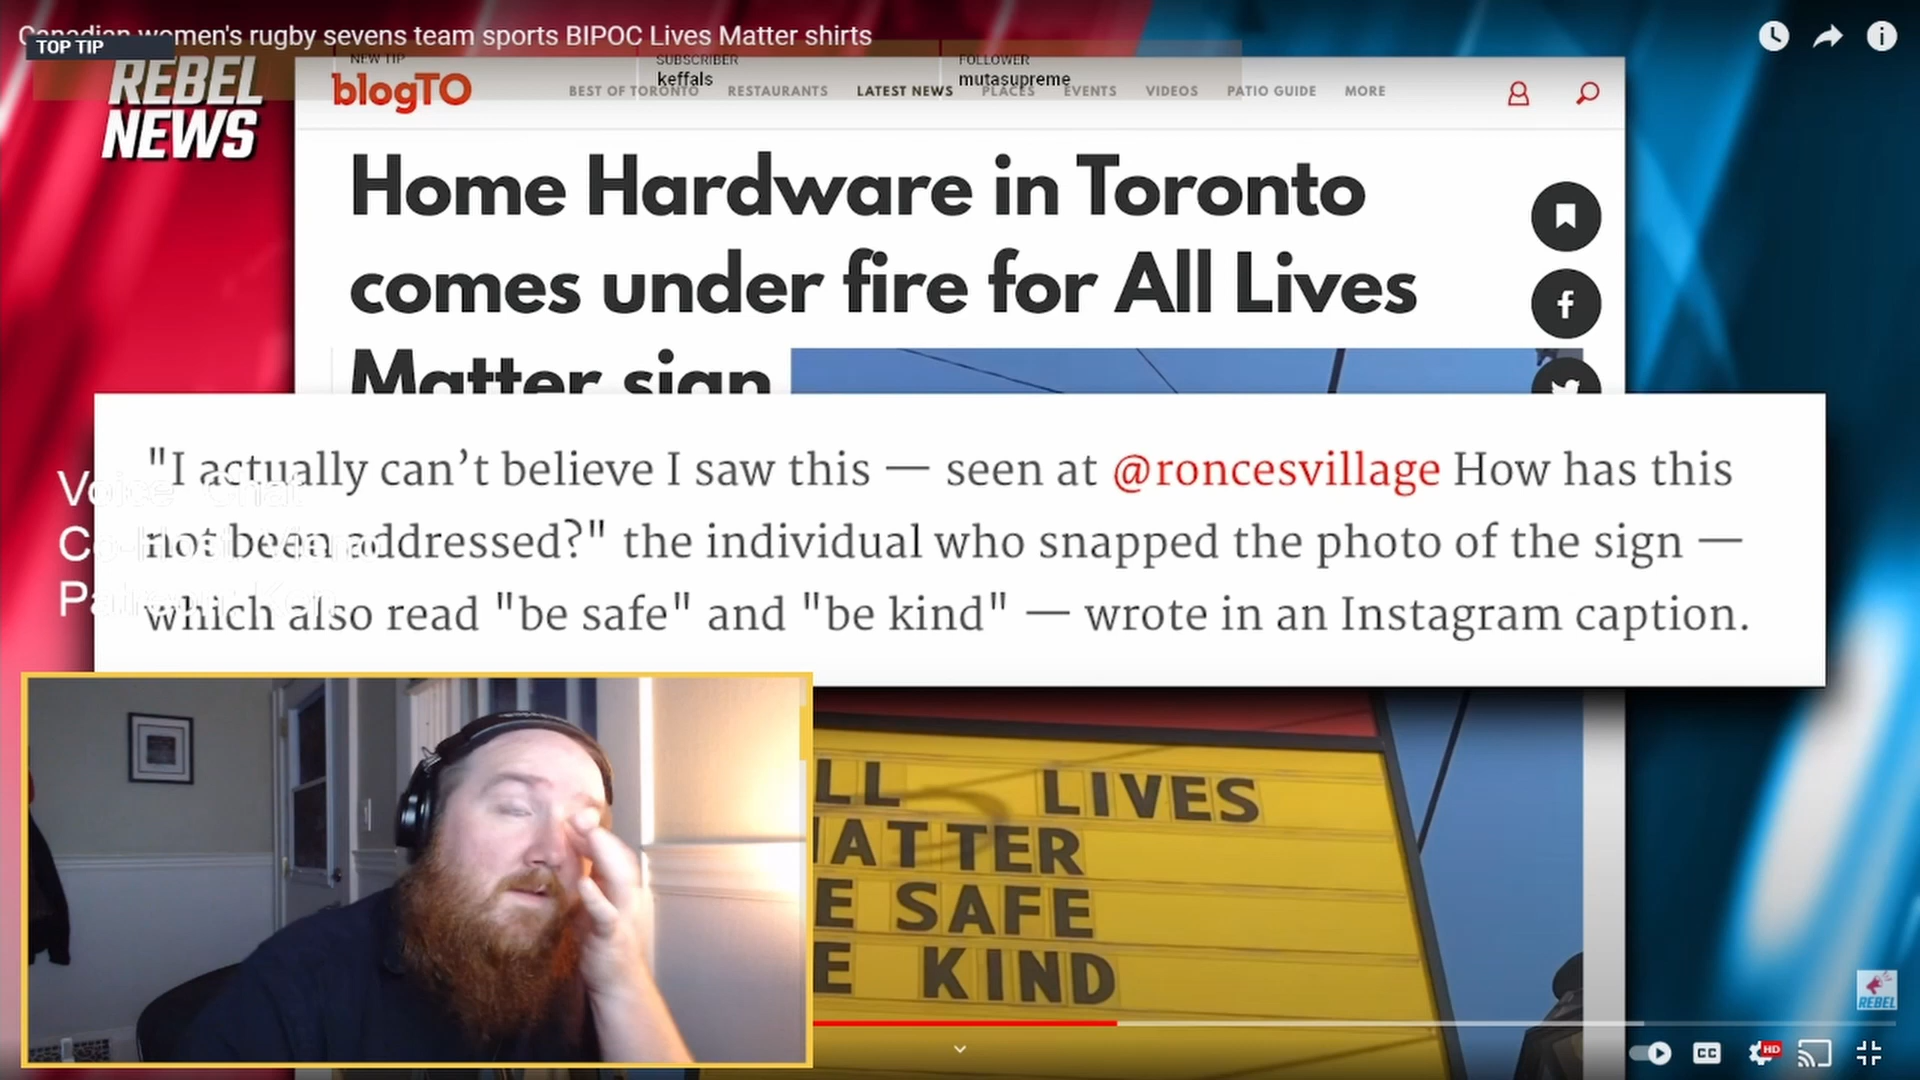 Canadian women's rugby sevens team sports BIPOC Lives Matter shirts
TOP TIP
REBEL
NEWS
NEW TIP
SUBSCRIBER
keffals
FOLLOWER
mutasupreme
blogTO
BEST OF TORONTO RESTAURANTS LATEST NEWS PLACES EVENTS VIDEOS PATIO GUIDE MORE
Home Hardware in Toronto
comes under fire for All Lives
Matter sign
"I actually can’t believe I saw this — seen at @roncesvillage How has this
not been addressed?" the individual who snapped the photo of the sign —
which also read "be safe" and "be kind" — wrote in an Instagram caption.
Voice Chat
LL LIVES
ATTER
E SAFE
E KIND
REBEL
CC
HD